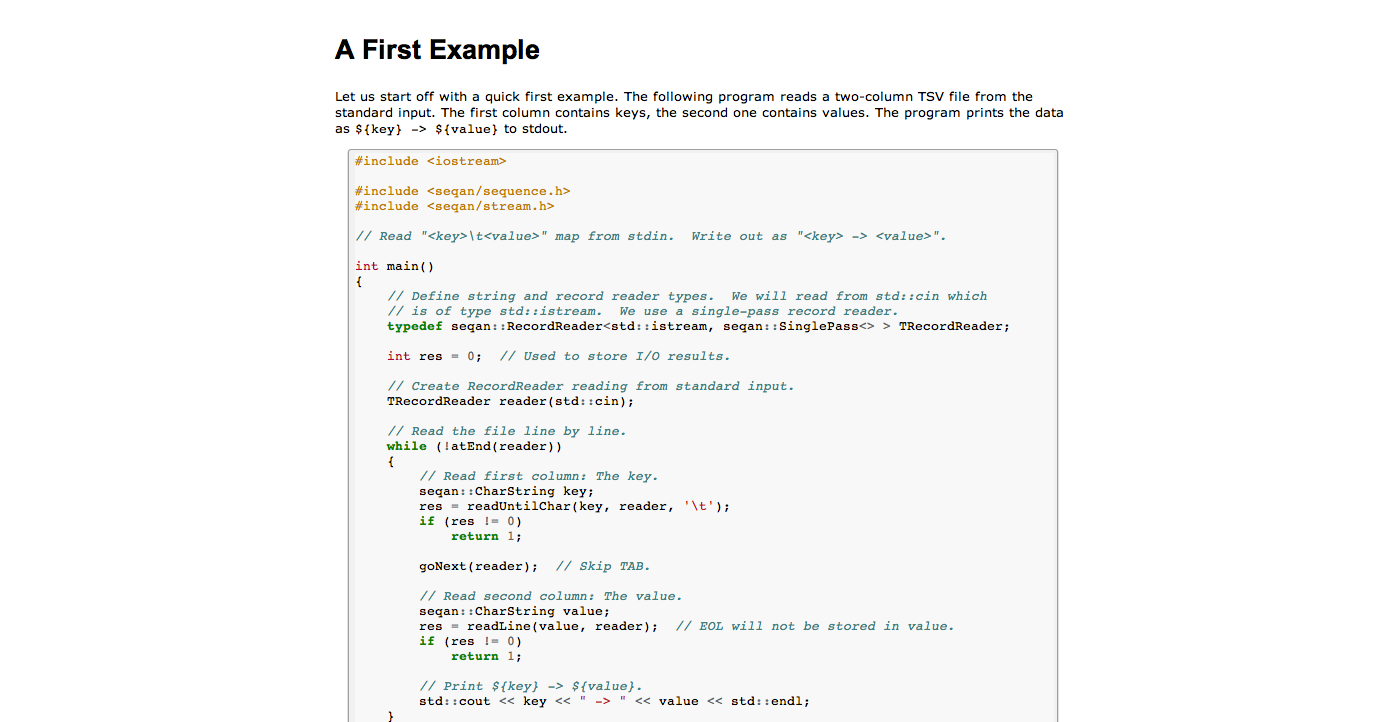 A First Example
Let us start off with a quick first example. The following program reads a two-column TSV file from the
standard input. The first column contains keys, the second one contains values. The program prints the data
as ${key} -> ${value} to stdout.
#include <iostream>
#include <seqan/sequence.h>
#include <seqan/stream.h>
// Read "<key>\t<value>" map from stdin.  Write out as "<key> -> <value>".
int main()
{
    // Define string and record reader types.  We will read from std::cin which
    // is of type std::istream.  We use a single-pass record reader.
    typedef seqan::RecordReader<std::istream, seqan::SinglePass<> > TRecordReader;
    int res = 0;  // Used to store I/O results.
    // Create RecordReader reading from standard input.
    TRecordReader reader(std::cin);
    // Read the file line by line.
    while (!atEnd(reader))
    {
        // Read first column: The key.
        seqan::CharString key;
        res = readUntilChar(key, reader, '\t');
        if (res != 0)
            return 1;
        goNext(reader);  // Skip TAB.
        // Read second column: The value.
        seqan::CharString value;
        res = readLine(value, reader);  // EOL will not be stored in value.
        if (res != 0)
            return 1;
        // Print ${key} -> ${value}.
        std::cout << key << " -> " << value << std::endl;
    }